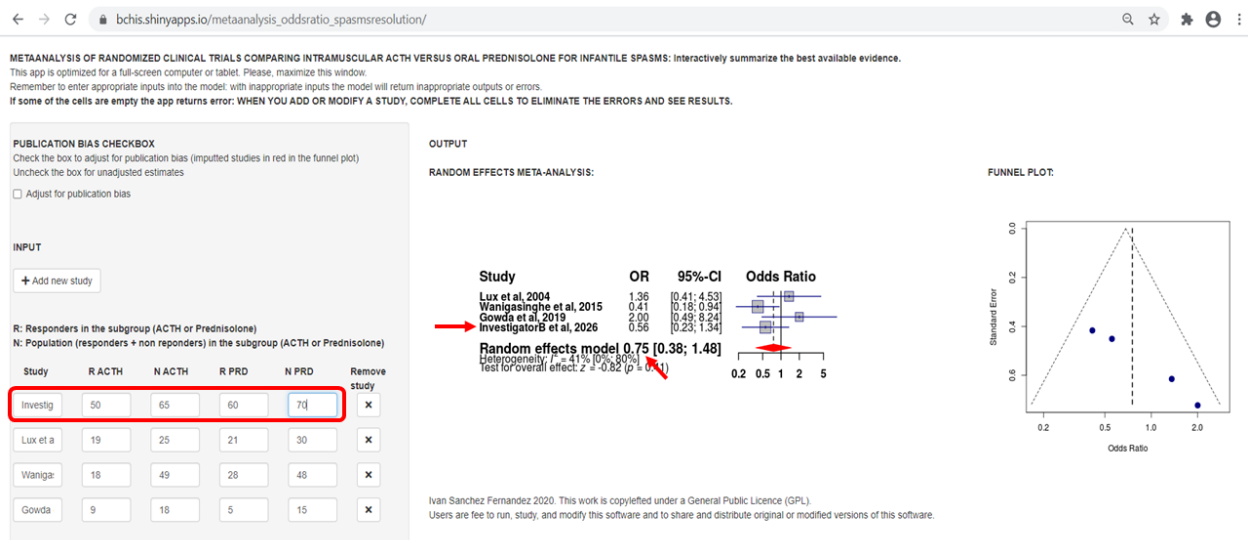 bchis.shinyapps.io/metaanalysis_oddsratio_spasmsresolution/
METAANALYSIS OF RANDOMIZED CLINICAL TRIALS COMPARING INTRAMUSCULAR ACTH VERSUS ORAL PREDNISOLONE FOR INFANTILE SPASMS: Interactively summarize the best available evidence.
This app is optimized for a full-screen computer or tablet. Please, maximize this window.
Remember to enter appropriate inputs into the model: with inappropriate inputs the model will return inappropriate outputs or errors.
If some of the cells are empty the app returns error: WHEN YOU ADD OR MODIFY A STUDY, COMPLETE ALL CELLS TO ELIMINATE THE ERRORS AND SEE RESULTS.
PUBLICATION BIAS CHECKBOX
Check the box to adjust for publication bias (imputted studies in red in the funnel plot)
Uncheck the box for unadjusted estimates
Adjust for publication bias
INPUT
+ Add new study
R: Responders in the subgroup (ACTH or Prednisolone)
N: Population (responders + non reponders) in the subgroup (ACTH or Prednisolone)
Study R ACTH N ACTH R PRD N PRD Remove study
Investig 50 65 60 70 x
Lux et a 19 25 21 30 x
Waniga: 18 49 28 48 x
Gowda 9 18 5 15 x
OUTPUT
RANDOM EFFECTS META-ANALYSIS:
Study OR 95%-CI Odds Ratio
Lux et al, 2004 1.36 [0.41; 4.53]
Wanigasinghe et al, 2015 0.41 [0.18; 0.94]
Gowda et al, 2019 2.00 [0.49; 8.24]
InvestigatorB et al, 2026 0.56 [0.23; 1.34]
Random effects model 0.75 [0.38; 1.48]
Heterogeneity: I² = 41% [0%; 80%]
Test for overall effect: z = -0.82 (p = 0.41)
0.2 0.5 1 2 5
FUNNEL PLOT:
Standard Error
0.0
0.2
0.4
0.6
0.2 0.5 1.0 2.0
Odds Ratio
Ivan Sanchez Fernandez 2020. This work is copylefted under a General Public Licence (GPL).
Users are fee to run, study, and modify this software and to share and distribute original or modified versions of this software.